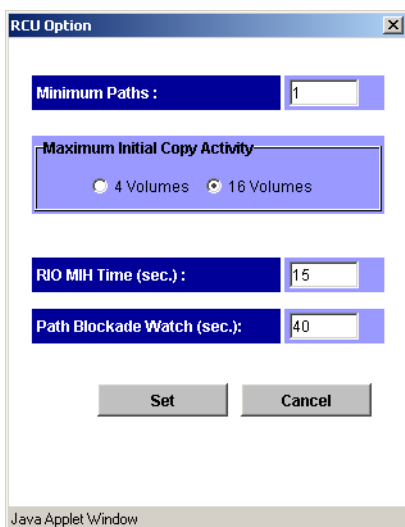 RCU Option
Minimum Paths : 1
Maximum Initial Copy Activity
4 Volumes 16 Volumes
RIO MIH Time (sec.) : 15
Path Blockade Watch (sec.): 40
Set Cancel
Java Applet Window